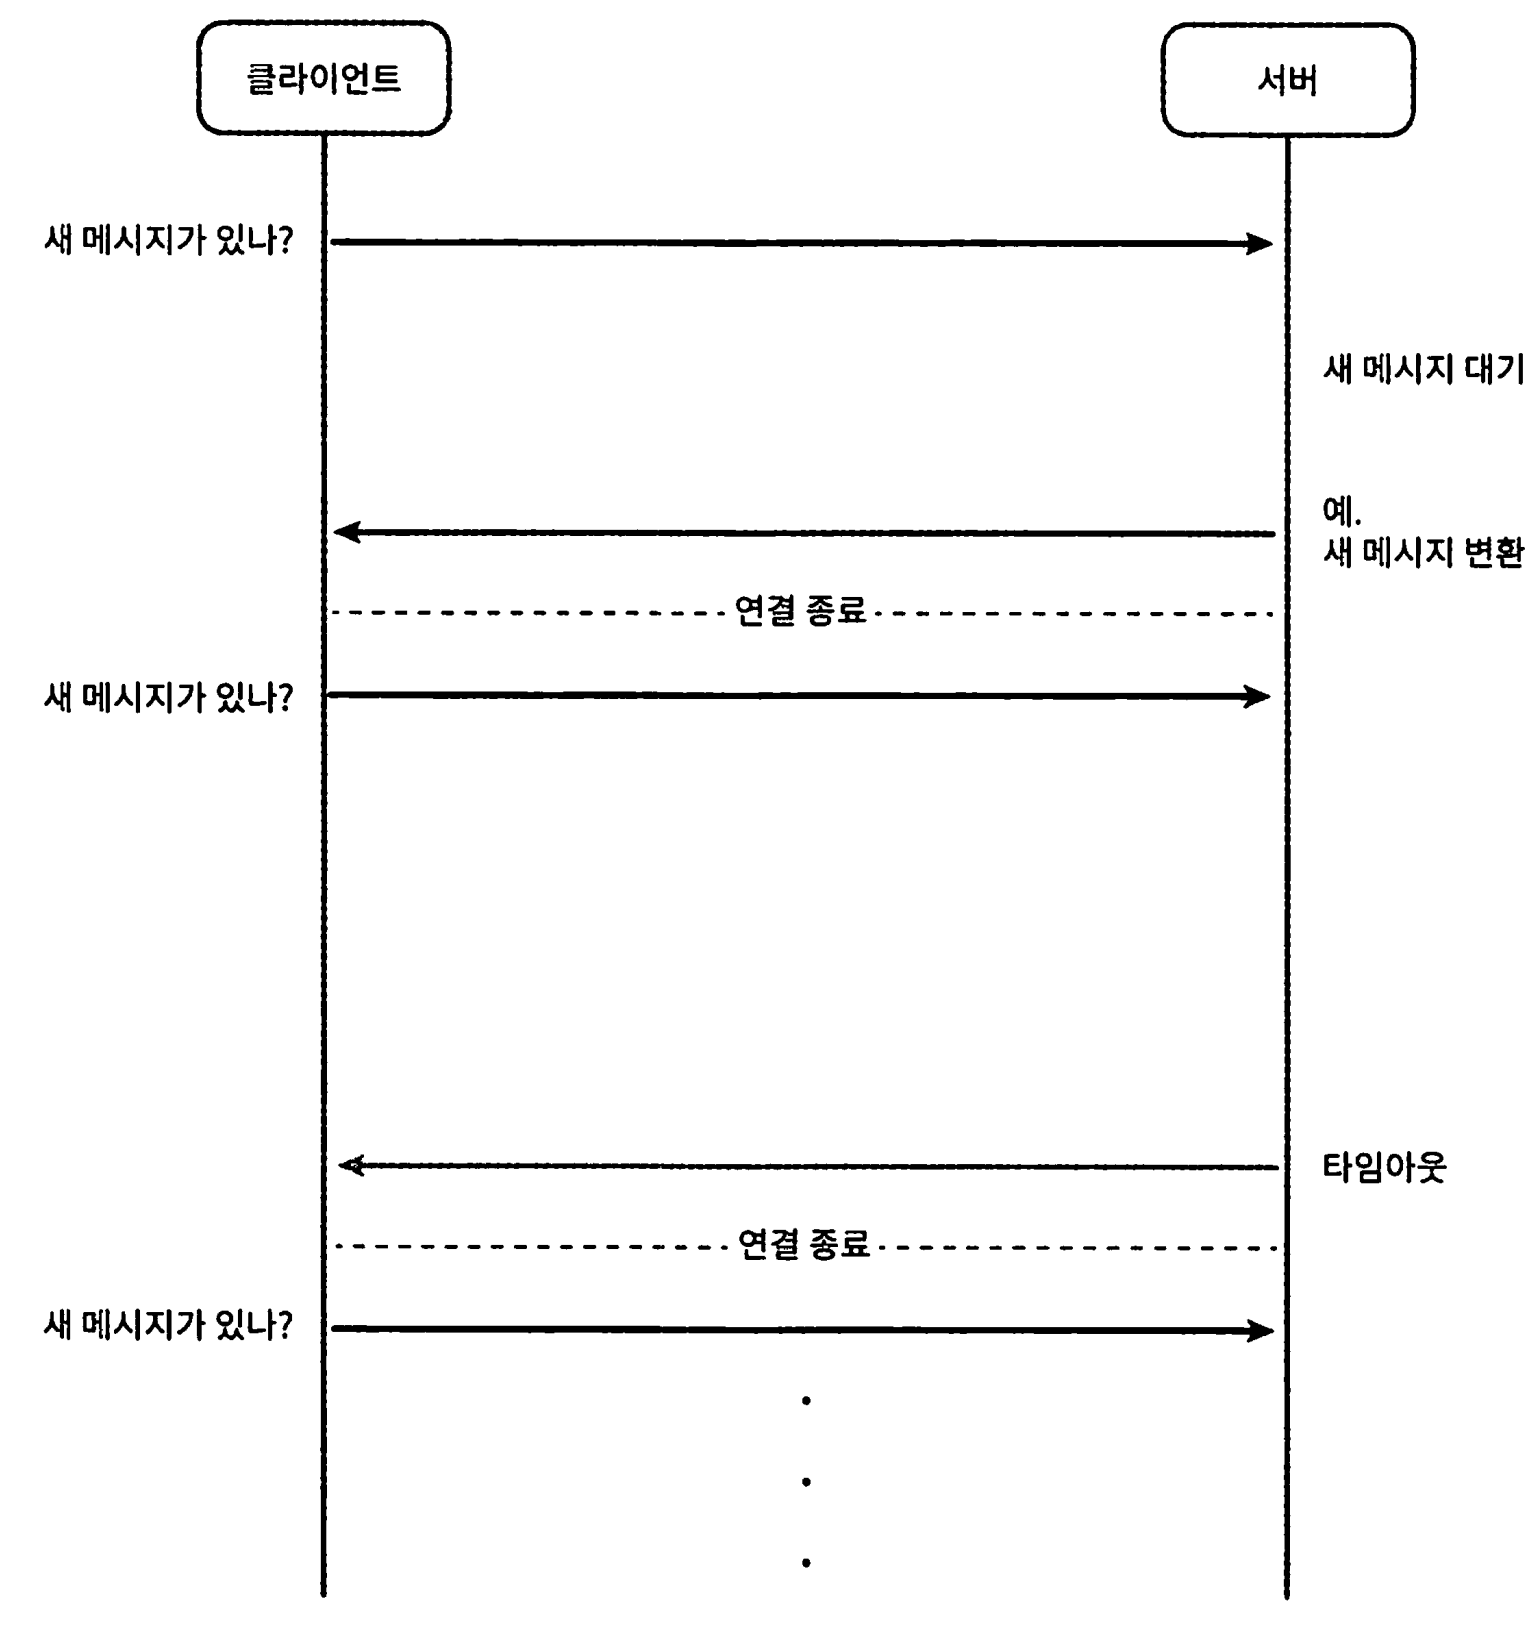 클라이언트
서버
새 메시지가 있나?
새 메시지 대기
예.
새 메시지 변환
연결 종료
새 메시지가 있나?
타임아웃
연결 종료
새 메시지가 있나?